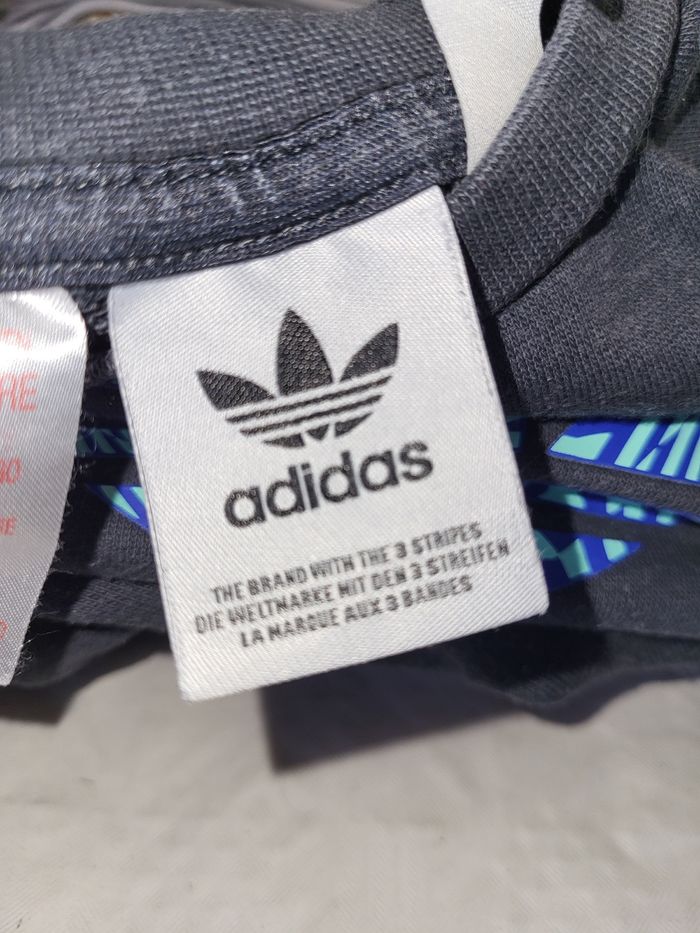 adidas
THE BRAND WITH THE 3 STRIPES
DIE WELTMARKE MIT DEN 3 STREIFEN
LA MARQUE AUX 3 BANDES